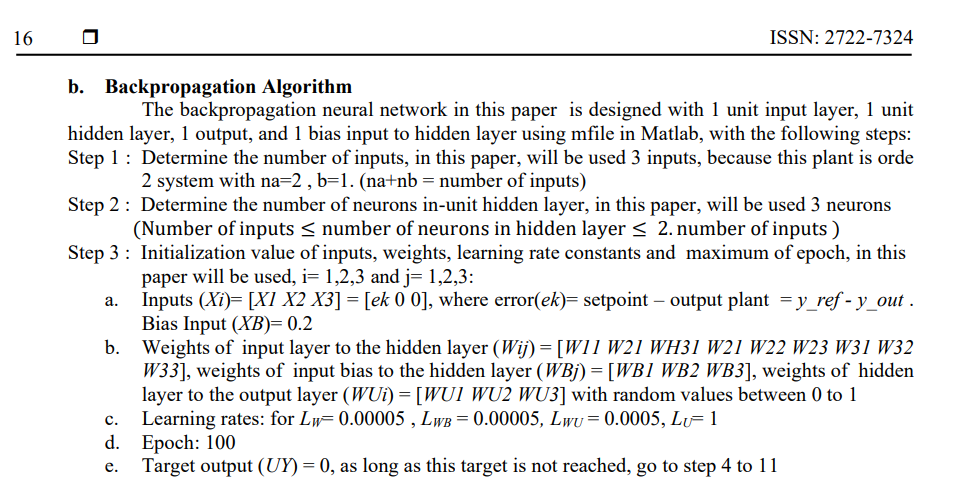 16 ❐ ISSN: 2722-7324
b. Backpropagation Algorithm
The backpropagation neural network in this paper is designed with 1 unit input layer, 1 unit
hidden layer, 1 output, and 1 bias input to hidden layer using mfile in Matlab, with the following steps:
Step 1 : Determine the number of inputs, in this paper, will be used 3 inputs, because this plant is orde
2 system with na=2 , b=1. (na+nb = number of inputs)
Step 2 : Determine the number of neurons in-unit hidden layer, in this paper, will be used 3 neurons
(Number of inputs ≤ number of neurons in hidden layer ≤ 2. number of inputs )
Step 3 : Initialization value of inputs, weights, learning rate constants and maximum of epoch, in this
paper will be used, i= 1,2,3 and j= 1,2,3:
a. Inputs (Xi)= [X1 X2 X3] = [ek 0 0], where error(ek)= setpoint – output plant = y_ref - y_out .
Bias Input (XB)= 0.2
b. Weights of input layer to the hidden layer (Wij) = [W11 W21 WH31 W21 W22 W23 W31 W32
W33], weights of input bias to the hidden layer (WBj) = [WB1 WB2 WB3], weights of hidden
layer to the output layer (WUi) = [WU1 WU2 WU3] with random values between 0 to 1
c. Learning rates: for LW= 0.00005 , LWB = 0.00005, LWU = 0.0005, LU= 1
d. Epoch: 100
e. Target output (UY) = 0, as long as this target is not reached, go to step 4 to 11